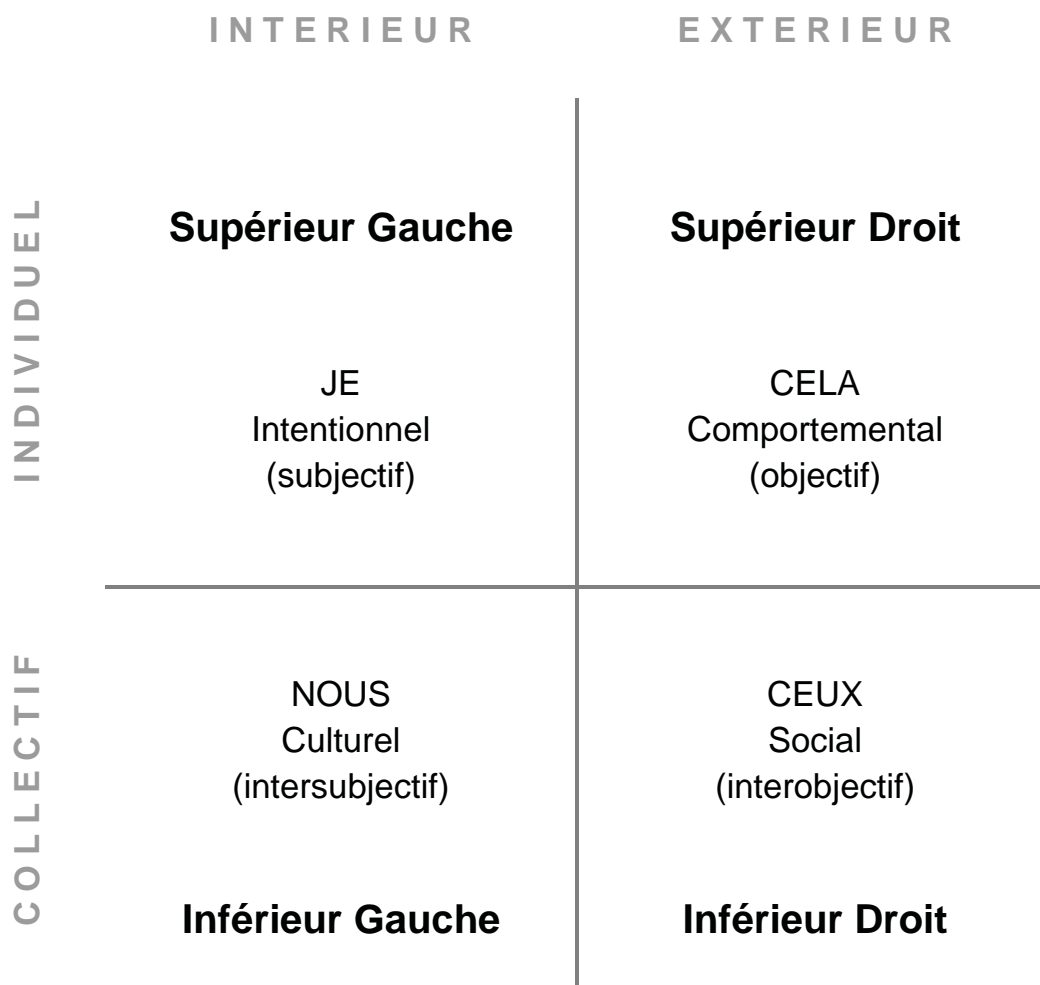 INTERIEUR
EXTERIEUR
INDIVIDUEL
Supérieur Gauche
JE
Intentionnel
(subjectif)
Supérieur Droit
CELA
Comportemental
(objectif)
COLLECTIF
NOUS
Culturel
(intersubjectif)
Inférieur Gauche
CEUX
Social
(interobjectif)
Inférieur Droit